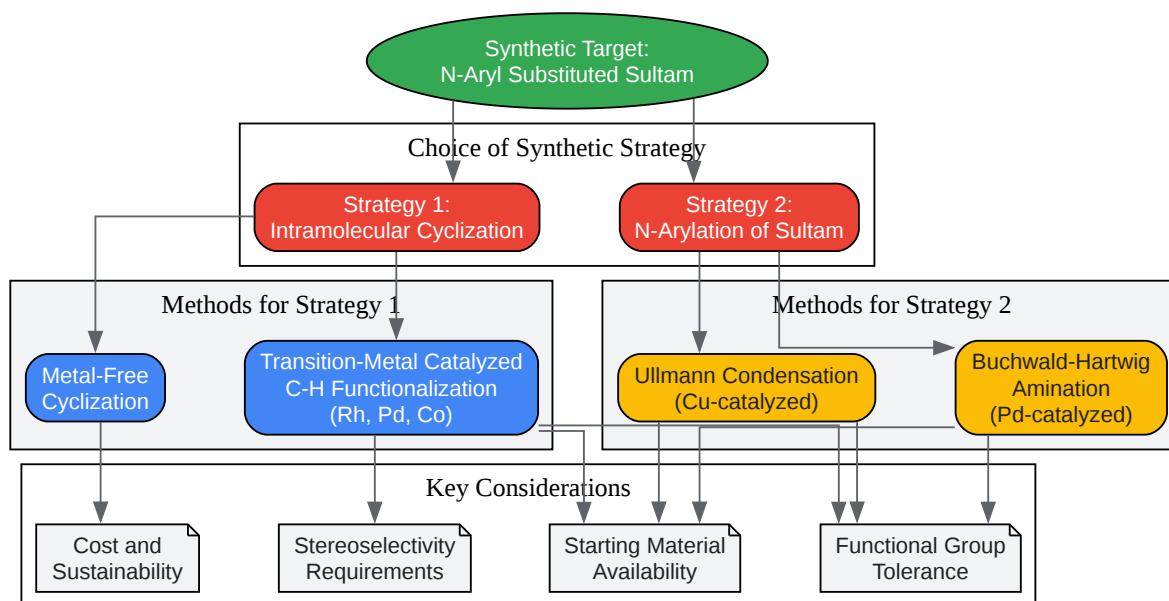 Synthetic Target:
N-Aryl Substituted Sultam
Choice of Synthetic Strategy
Strategy 1:
Intramolecular Cyclization
Strategy 2:
N-Arylation of Sultam
Methods for Strategy 1
Methods for Strategy 2
Metal-Free
Cyclization
Transition-Metal Catalyzed
C-H Functionalization
(Rh, Pd, Co)
Ullmann Condensation
(Cu-catalyzed)
Buchwald-Hartwig
Amination
(Pd-catalyzed)
Key Considerations
Cost and
Sustainability
Stereoselectivity
Requirements
Starting Material
Availability
Functional Group
Tolerance